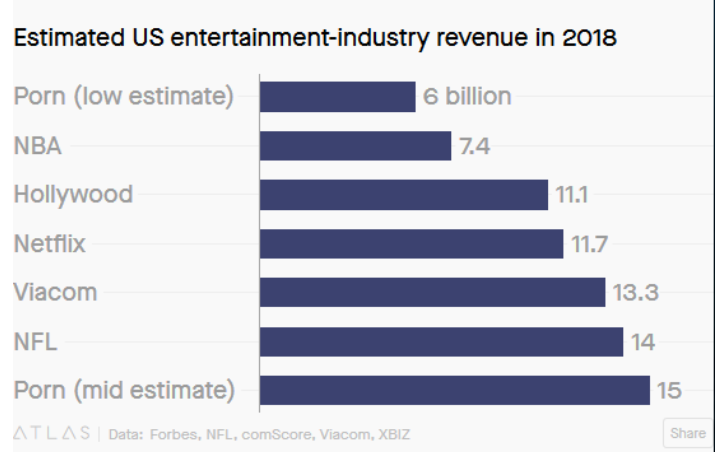 Estimated US entertainment-industry revenue in 2018
Porn (low estimate) 6 billion
NBA 7.4
Hollywood 11.1
Netflix 11.7
Viacom 13.3
NFL 14
Porn (mid estimate) 15
ATLAS | Data: Forbes, NFL, comScore, Viacom, XBIZ Share